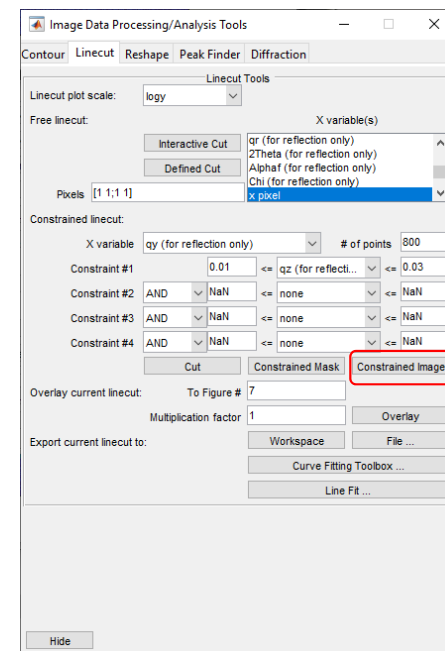 Image Data Processing/Analysis Tools
Contour Linecut Reshape Peak Finder Diffraction
Linecut Tools
Linecut plot scale: logy
Free linecut: X variable(s)
Interactive Cut
Defined Cut
qr (for reflection only)
2Theta (for reflection only)
Alphaf (for reflection only)
Chi (for reflection only)
x pixel
Pixels [1 1;1 1]
Constrained linecut:
X variable qy (for reflection only) # of points 800
Constraint #1 0.01 <= qz (for reflecti... <= 0.03
Constraint #2 AND NaN <= none <= NaN
Constraint #3 AND NaN <= none <= NaN
Constraint #4 AND NaN <= none <= NaN
Cut Constrained Mask Constrained Image
Overlay current linecut: To Figure # 7
Multiplication factor 1 Overlay
Export current linecut to: Workspace File ...
Curve Fitting Toolbox ...
Line Fit ...
Hide